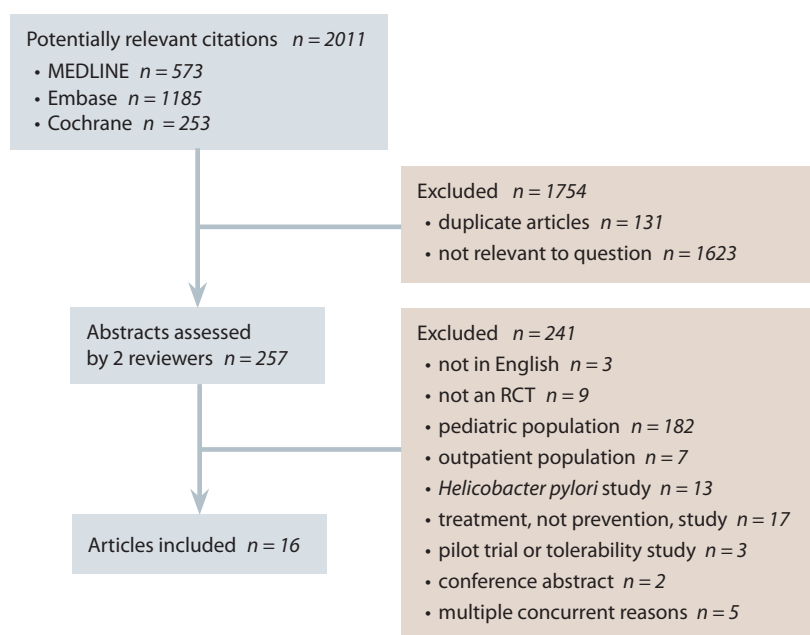 Potentially relevant citations n = 2011
• MEDLINE n = 573
• Embase n = 1185
• Cochrane n = 253
Excluded n = 1754
• duplicate articles n = 131
• not relevant to question n = 1623
Abstracts assessed
by 2 reviewers n = 257
Excluded n = 241
• not in English n = 3
• not an RCT n = 9
• pediatric population n = 182
• outpatient population n = 7
• Helicobacter pylori study n = 13
• treatment, not prevention, study n = 17
• pilot trial or tolerability study n = 3
• conference abstract n = 2
• multiple concurrent reasons n = 5
Articles included n = 16